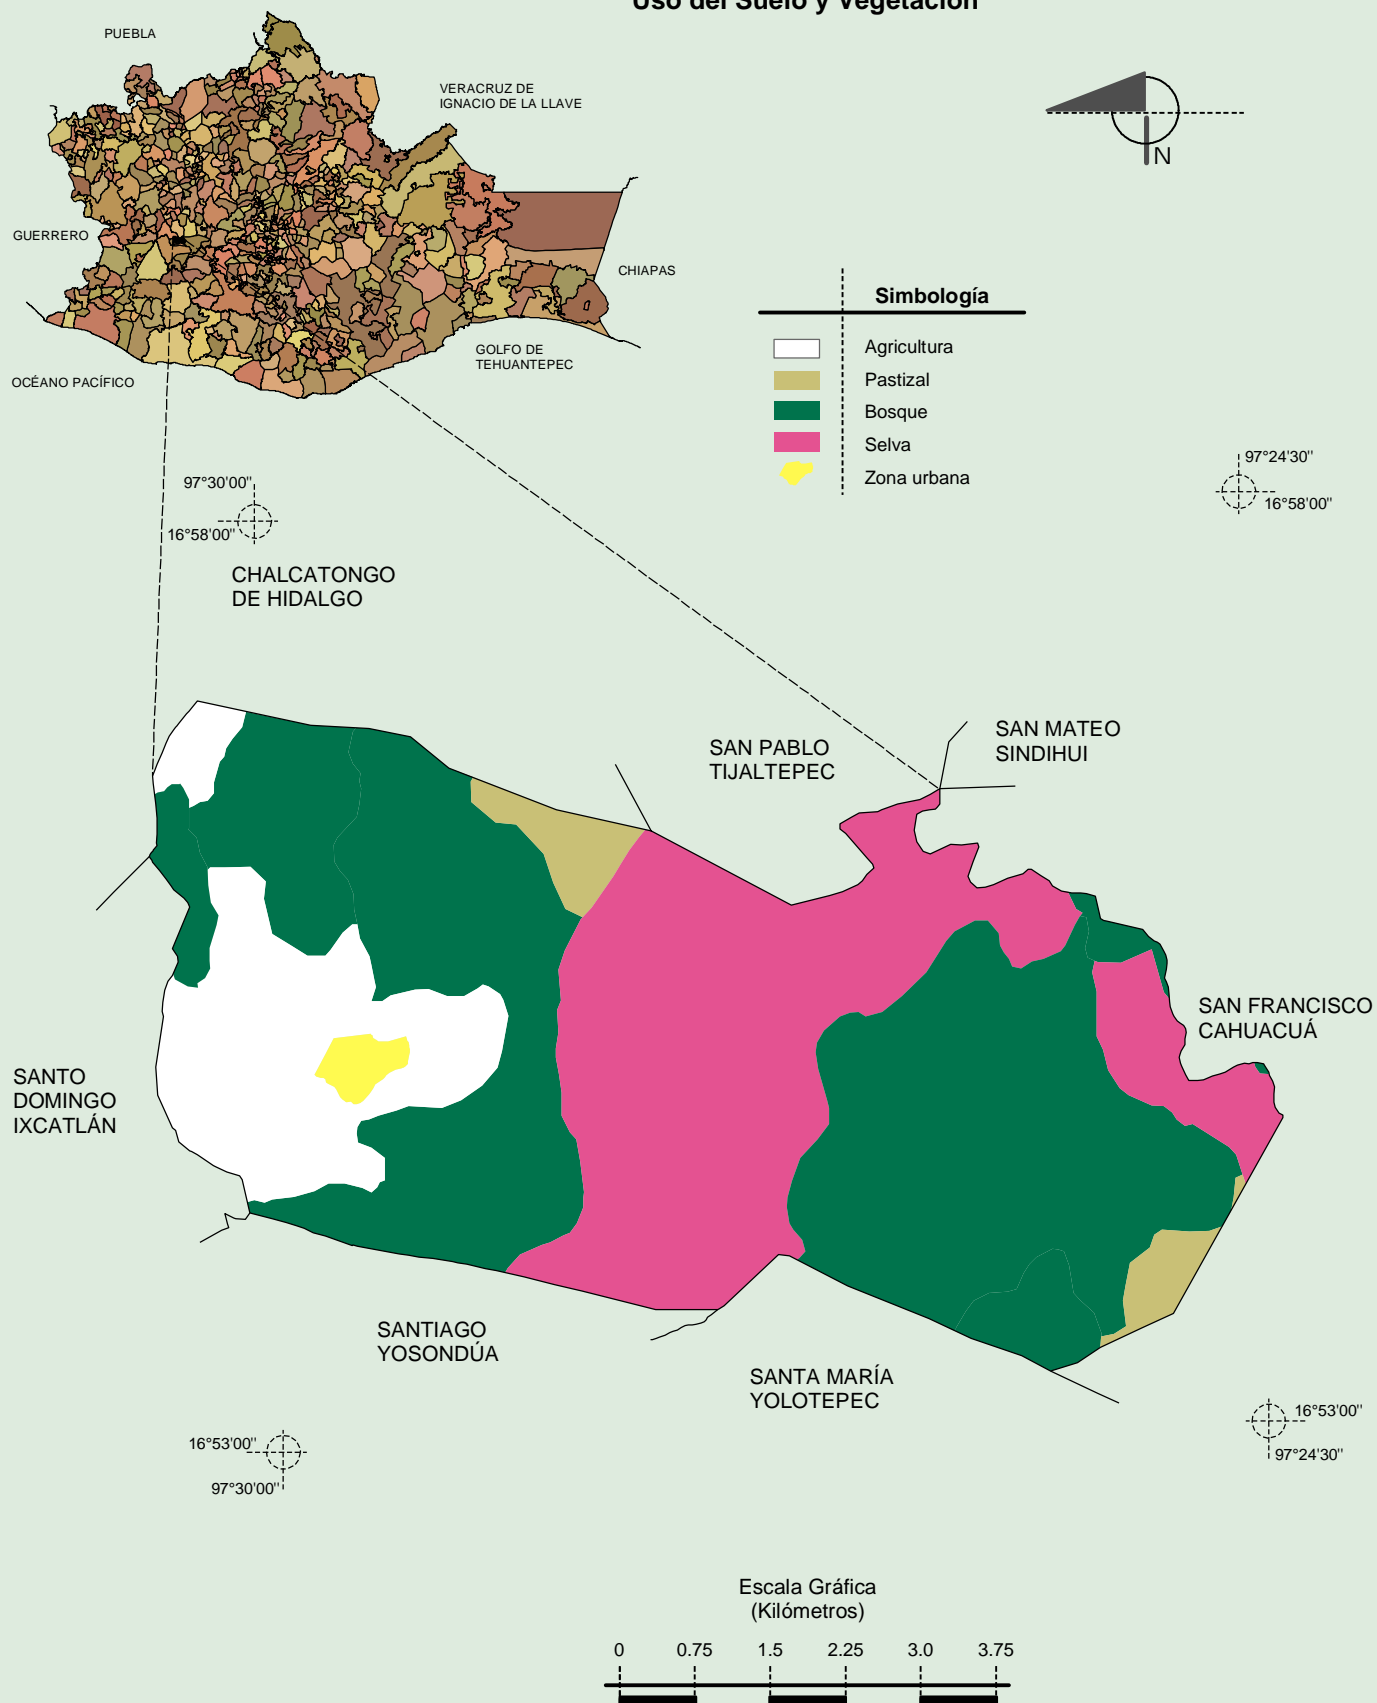 Uso del Suelo y Vegetación
PUEBLA
VERACRUZ DE
IGNACIO DE LA LLAVE
N
GUERRERO
CHIAPAS
Simbología
GOLFO DE
TEHUANTEPEC
OCÉANO PACÍFICO
Agricultura
Pastizal
Bosque
Selva
Zona urbana
97°30'00"
16°58'00"
97°24'30"
16°58'00"
CHALCATONGO
DE HIDALGO
SAN PABLO
TIJALTEPEC
SAN MATEO
SINDIHUI
SAN FRANCISCO
CAHUACUÁ
SANTO
DOMINGO
IXCATLÁN
SANTIAGO
YOSONDÚA
SANTA MARÍA
YOLOTEPEC
16°53'00"
97°30'00"
16°53'00"
97°24'30"
Escala Gráfica
(Kilómetros)
0 0.75 1.5 2.25 3.0 3.75